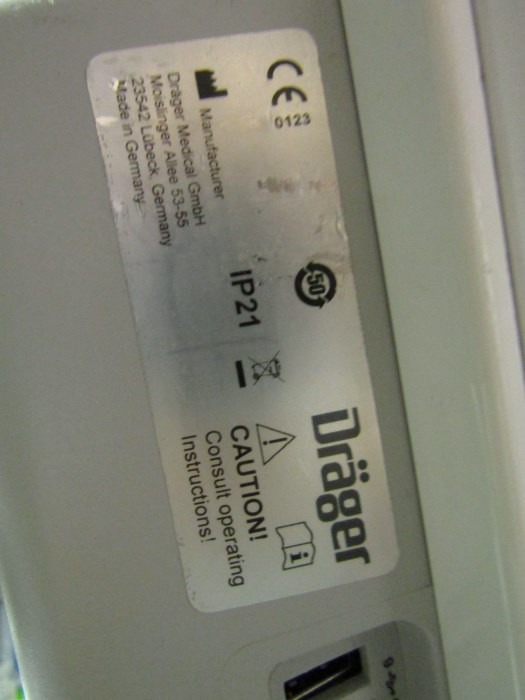 CE
0123
50
Dräger
Manufacturer
Dräger Medical GmbH
Moislinger Allee 53-55
23542 Lübeck, Germany
Made in Germany
IP21
CAUTION!
Consult operating
Instructions!